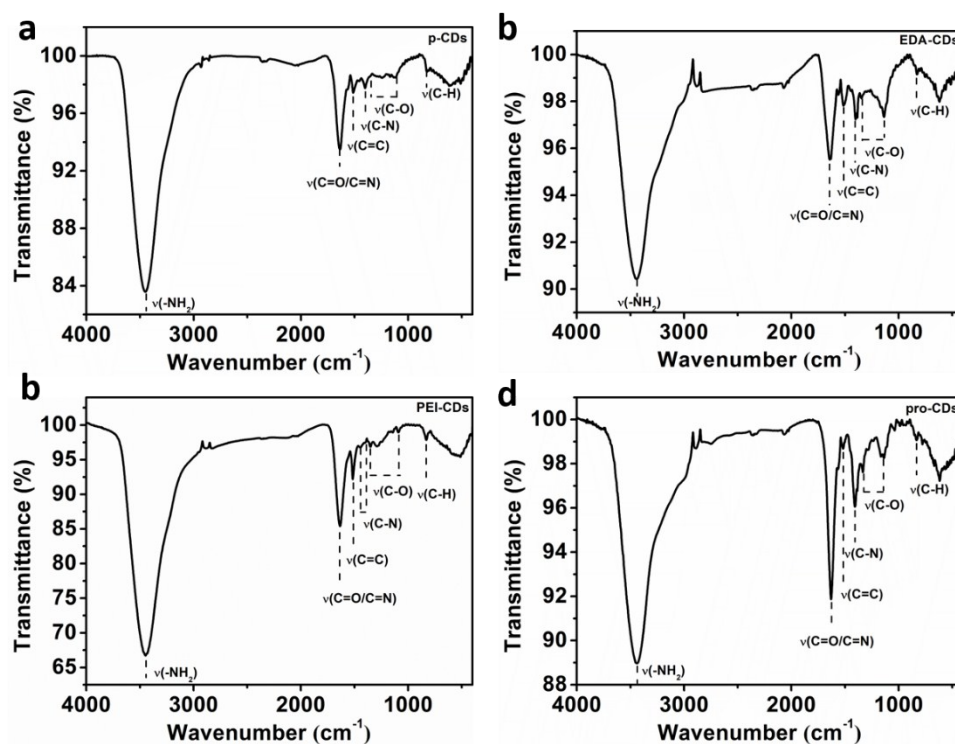 a
p-CDs
100
96
92
88
84
Transmittance (%)
ν(C-H)
ν(C-O)
ν(C-N)
ν(C=C)
ν(C=O/C=N)
ν(-NH₂)
4000 3000 2000 1000
Wavenumber (cm⁻¹)
b
EDA-CDs
100
98
96
94
92
90
Transmittance (%)
ν(C-H)
ν(C-O)
ν(C-N)
ν(C=C)
ν(C=O/C=N)
ν(-NH₂)
4000 3000 2000 1000
Wavenumber (cm⁻¹)
b
PEI-CDs
100
95
90
85
80
75
70
65
Transmittance (%)
ν(C-H)
ν(C-O)
ν(C-N)
ν(C=C)
ν(C=O/C=N)
ν(-NH₂)
4000 3000 2000 1000
Wavenumber (cm⁻¹)
d
pro-CDs
100
98
96
94
92
90
88
Transmittance (%)
ν(C-H)
ν(C-O)
ν(C-N)
ν(C=C)
ν(C=O/C=N)
ν(-NH₂)
4000 3000 2000 1000
Wavenumber (cm⁻¹)